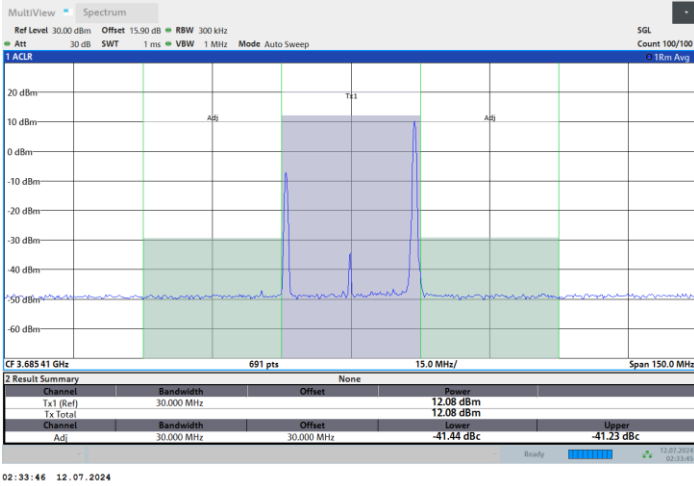 MultiView Spectrum
Ref Level 30.00 dBm Offset 15.90 dB RBW 300 kHz SGL
Att 30 dB SWT 1 ms VBW 1 MHz Mode Auto Sweep Count 100/100
1 ACLR 1Rm Avg
20 dBm
Tx1
10 dBm
Adj Adj
0 dBm
-10 dBm
-20 dBm
-30 dBm
-40 dBm
-50 dBm
-60 dBm
CF 3.685 41 GHz 691 pts 15.0 MHz/ Span 150.0 MHz
2 Result Summary None
Channel Bandwidth Offset Power
Tx1 (Ref) 30.000 MHz 12.08 dBm
Tx Total 12.08 dBm
Channel Bandwidth Offset Lower Upper
Adj 30.000 MHz 30.000 MHz -41.44 dBc -41.23 dBc
Ready 12.07.2024
02:33:45
02:33:46 12.07.2024